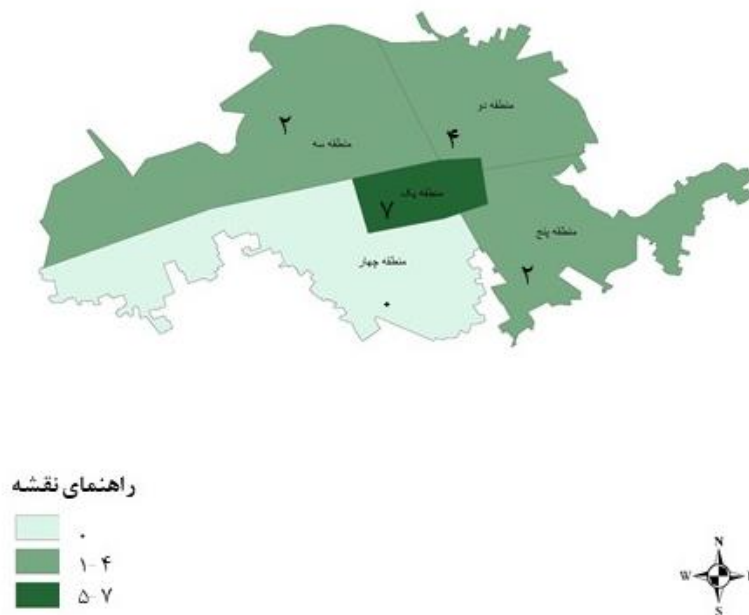 منطقه دو
۴
۲
منطقه سه
منطقه یک
۷
منطقه پنج
۲
منطقه چهار
۰
راهنمای نقشه
۰
۱-۴
۵-۷
N
W E
S